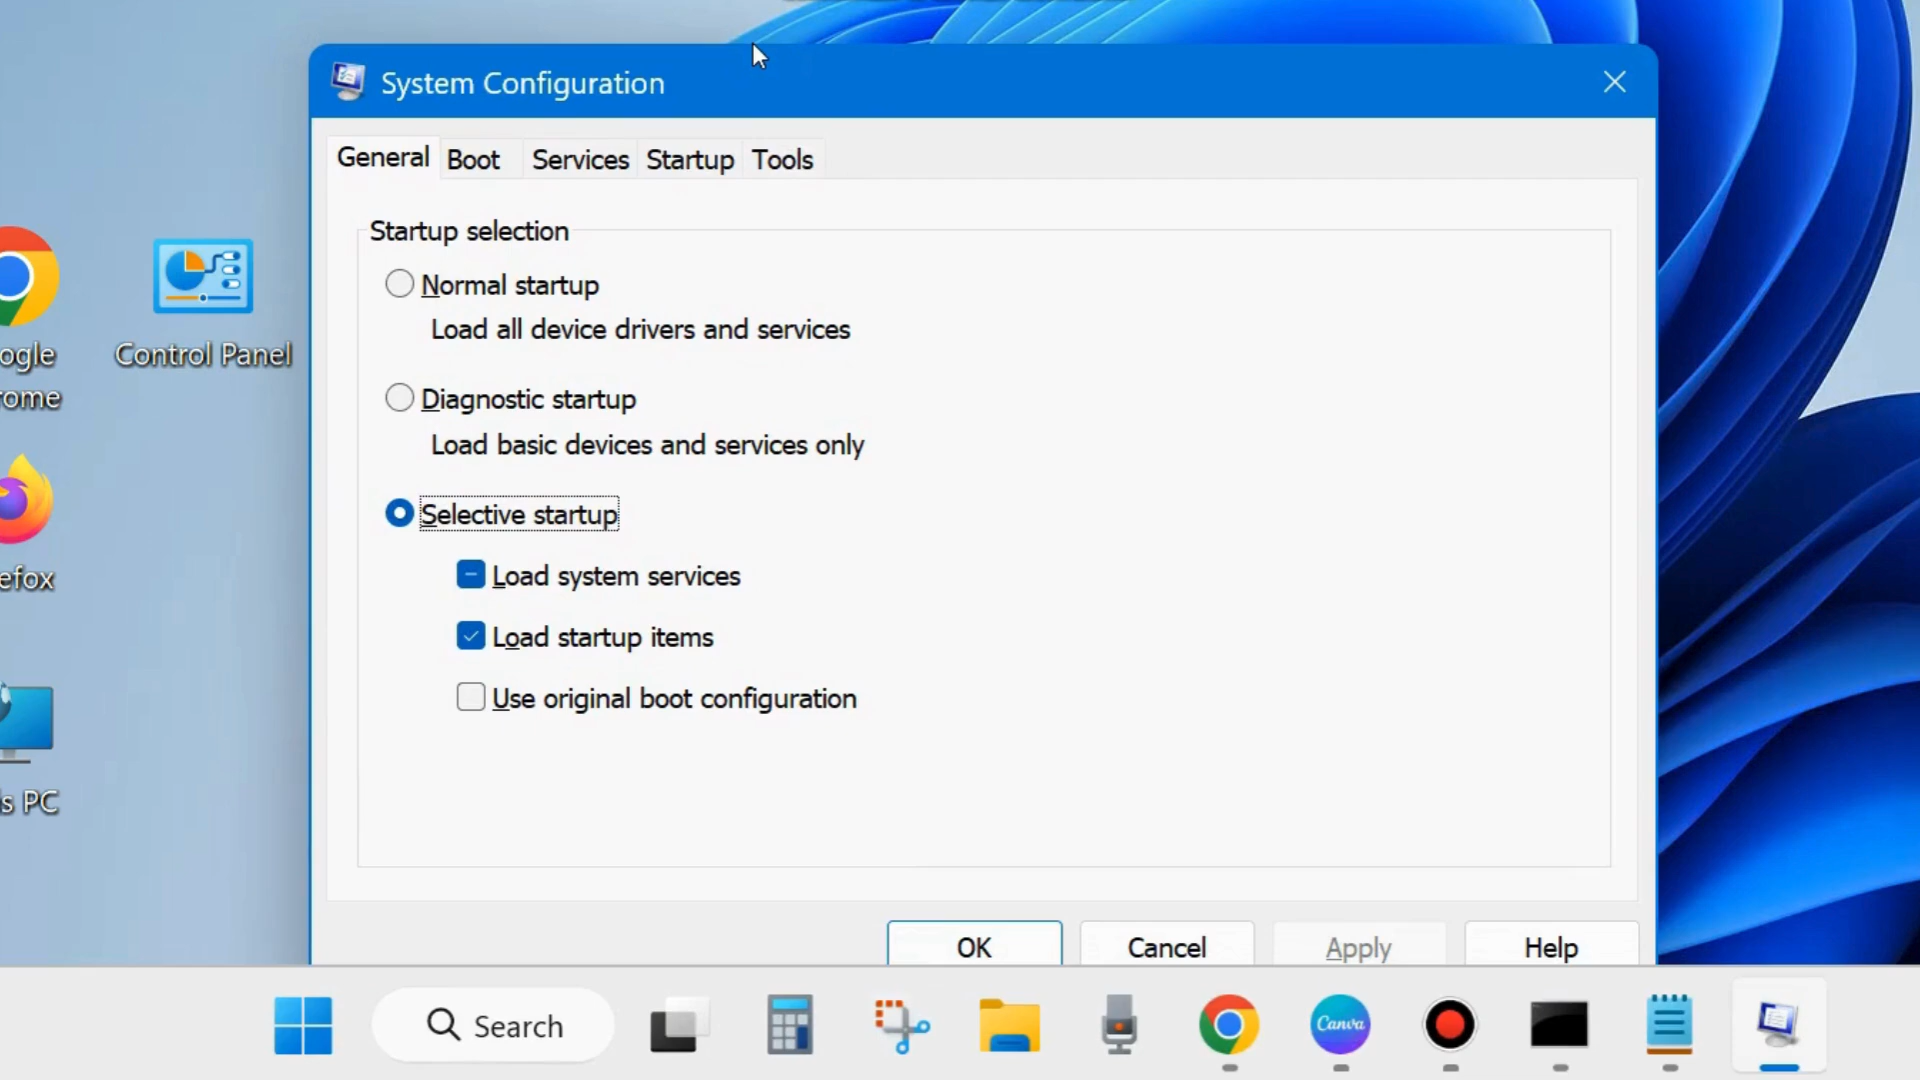 System Configuration
General Boot Services Startup Tools
Startup selection
Normal startup
Load all device drivers and services
Diagnostic startup
Load basic devices and services only
Selective startup
Load system services
Load startup items
Use original boot configuration
OK Cancel Apply Help
ogle
rome
Control Panel
efox
s PC
Search
Canva